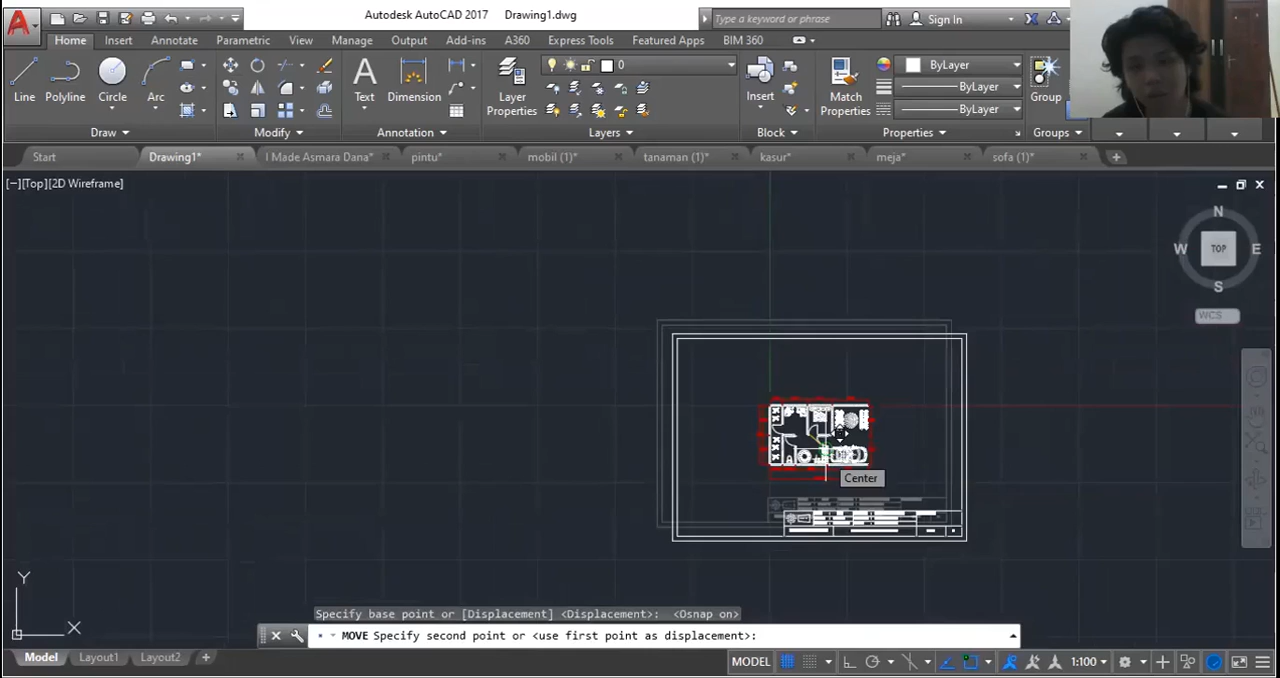 Autodesk AutoCAD 2017 Drawing1.dwg
Type a keyword or phrase
Sign In
Home Insert Annotate Parametric View Manage Output Add-ins A360 Express Tools Featured Apps BIM 360
0
ByLayer
ByLayer
ByLayer
Line Polyline Circle Arc Text Dimension Layer Properties Insert Match Properties Group
Draw Modify Annotation Layers Block Properties Groups
Start Drawing1* I Made Asmara Dana* pintu* mobil (1)* tanaman (1)* kasur* meja* sofa (1)*
[−][Top][2D Wireframe]
N
W TOP E
S
WCS
Center
Y
X
Specify base point or [Displacement] <Displacement>: <Osnap on>
MOVE Specify second point or <use first point as displacement>:
Model Layout1 Layout2 +
MODEL 1:100